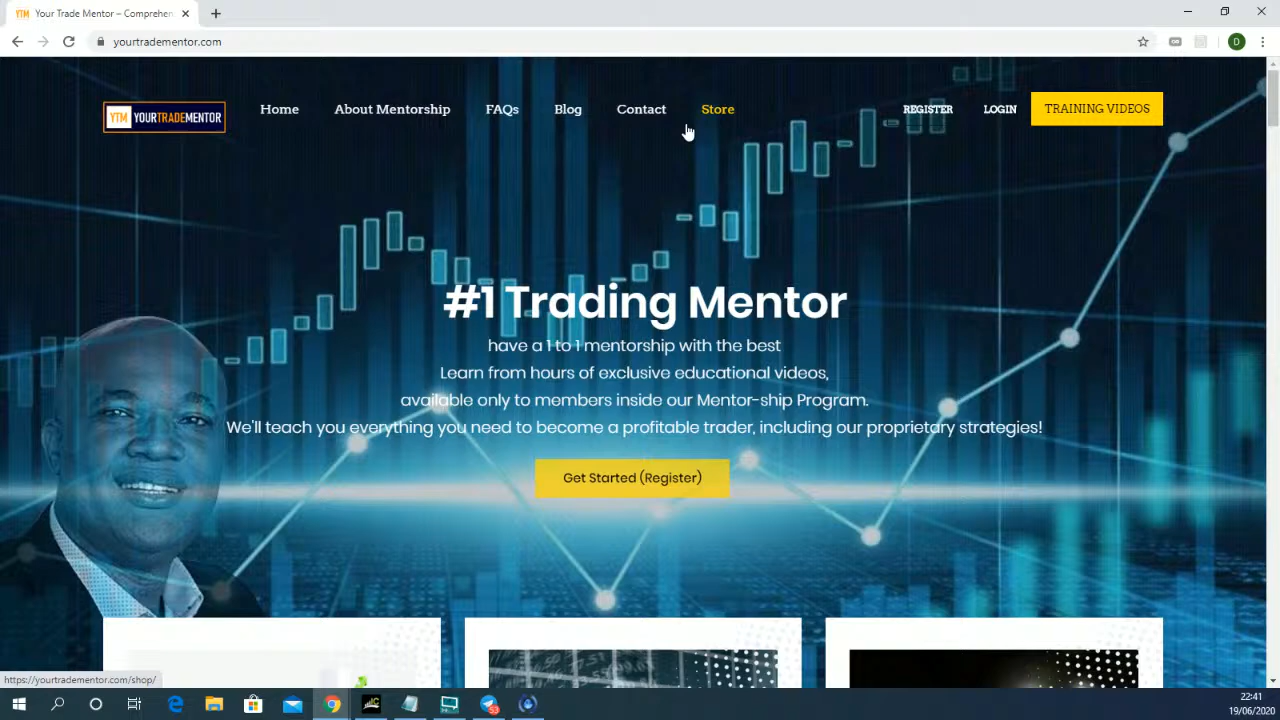 YTM Your Trade Mentor – Comprehen
yourtradementor.com
D
YTM YOURTRADEMENTOR
Home
About Mentorship
FAQs
Blog
Contact
Store
REGISTER
LOGIN
TRAINING VIDEOS
#1 Trading Mentor
have a 1 to 1 mentorship with the best
Learn from hours of exclusive educational videos,
available only to members inside our Mentor-ship Program.
We'll teach you everything you need to become a profitable trader, including our proprietary strategies!
Get Started (Register)
https://yourtradementor.com/shop/
53
22:41
19/06/2020